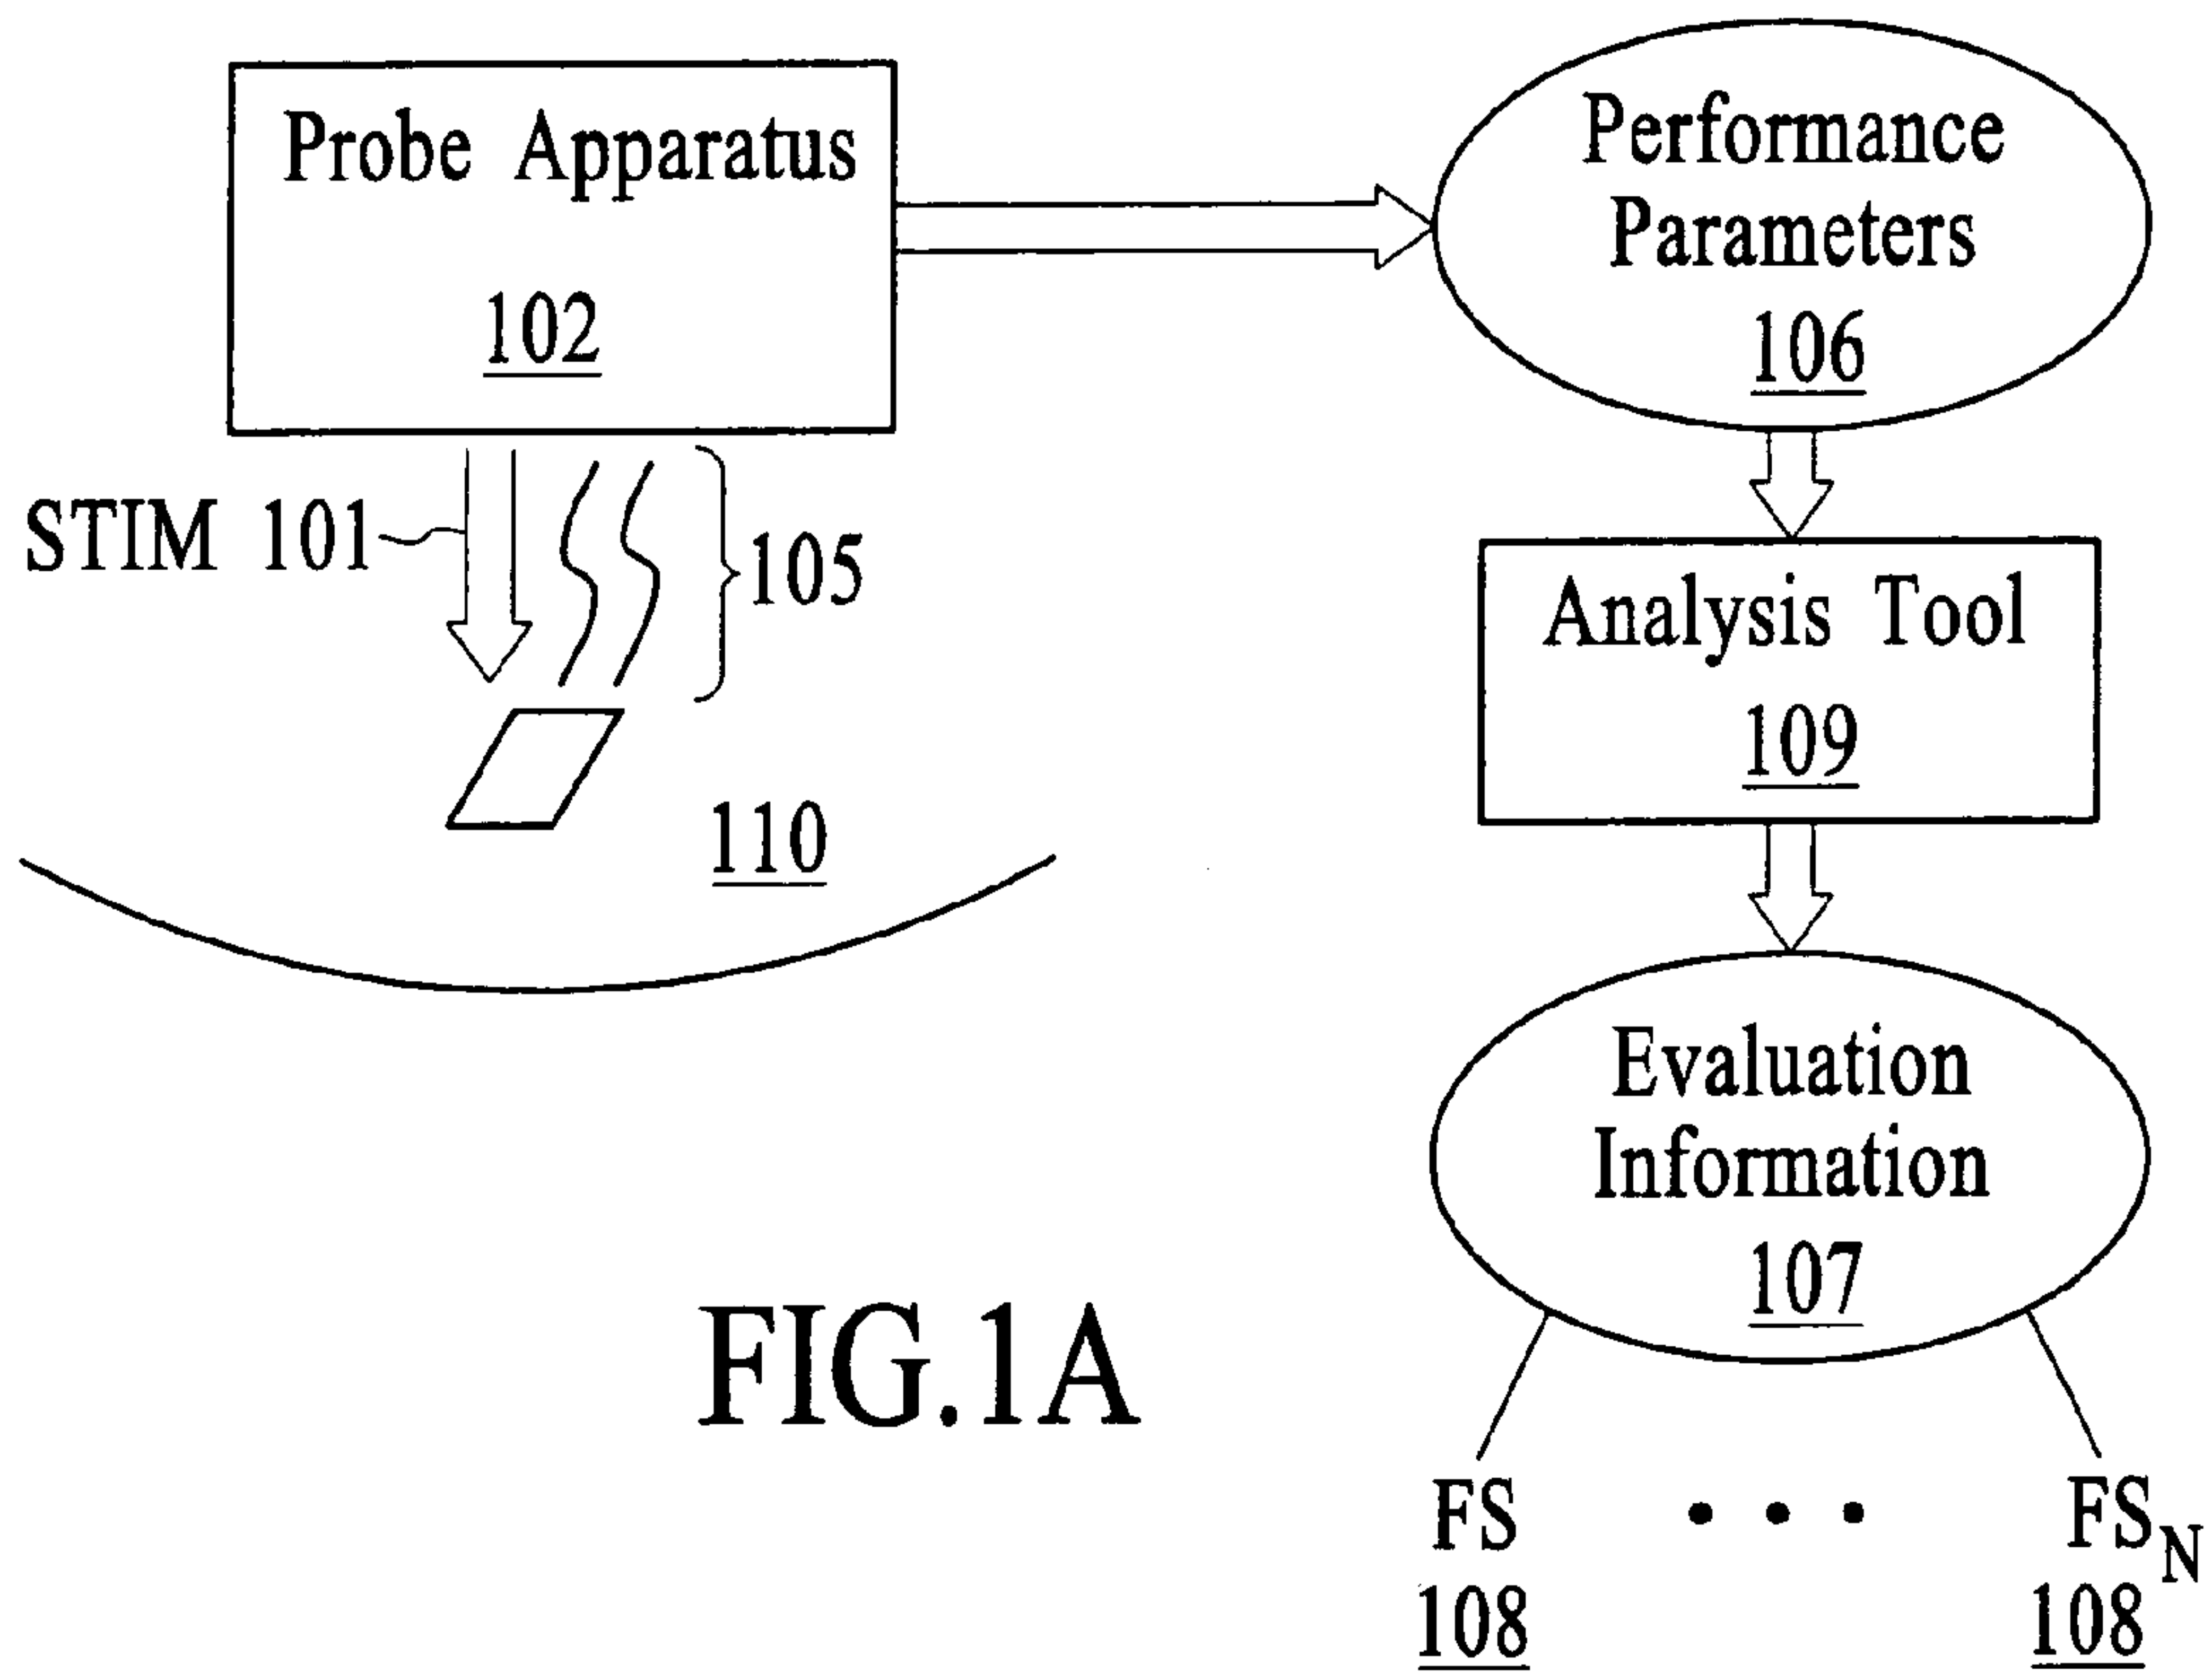 Probe Apparatus
102
Performance
Parameters
106
STIM 101
105
Analysis Tool
109
110
Evaluation
Information
107
FIG.1A
FS • • • FS_N
108 108